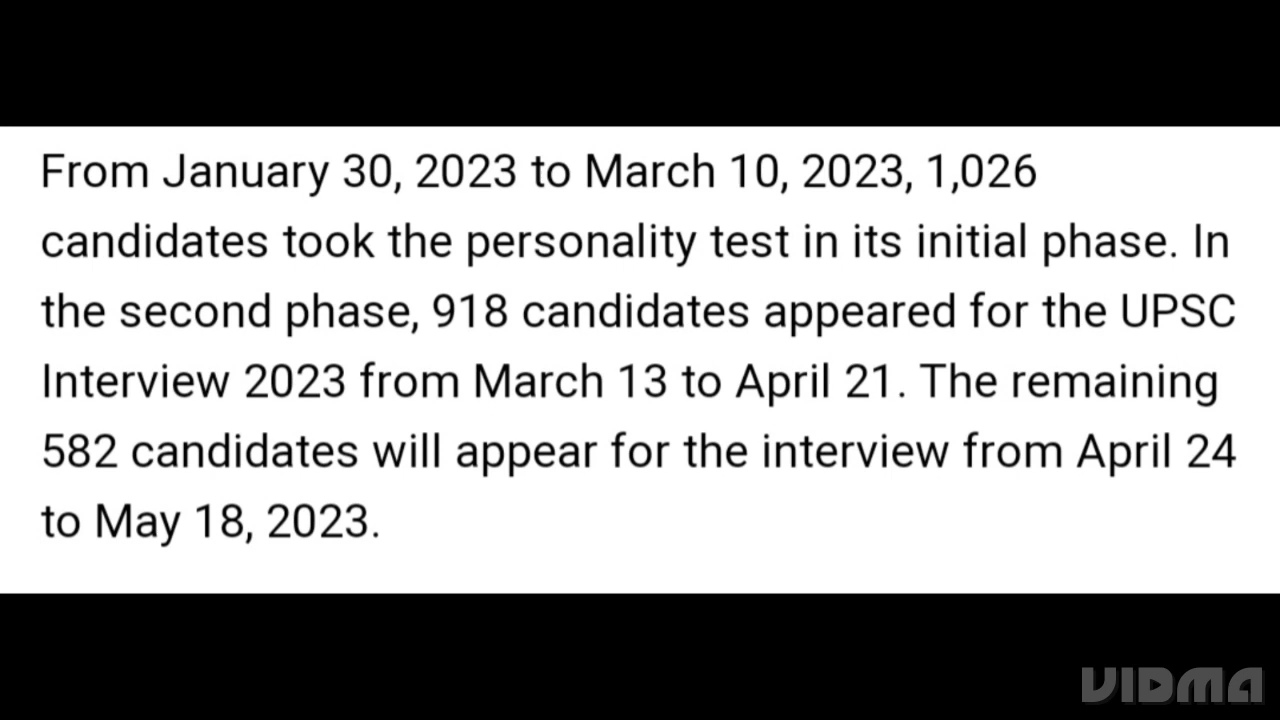 From January 30, 2023 to March 10, 2023, 1,026
candidates took the personality test in its initial phase. In
the second phase, 918 candidates appeared for the UPSC
Interview 2023 from March 13 to April 21. The remaining
582 candidates will appear for the interview from April 24
to May 18, 2023.
VIDMA